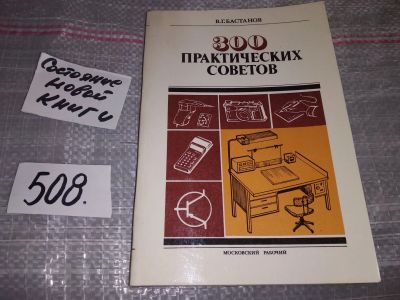 Состояние
новой
книги
508.
В.Г.БАСТАНОВ
300
ПРАКТИЧЕСКИХ
СОВЕТОВ
МОСКОВСКИЙ РАБОЧИЙ